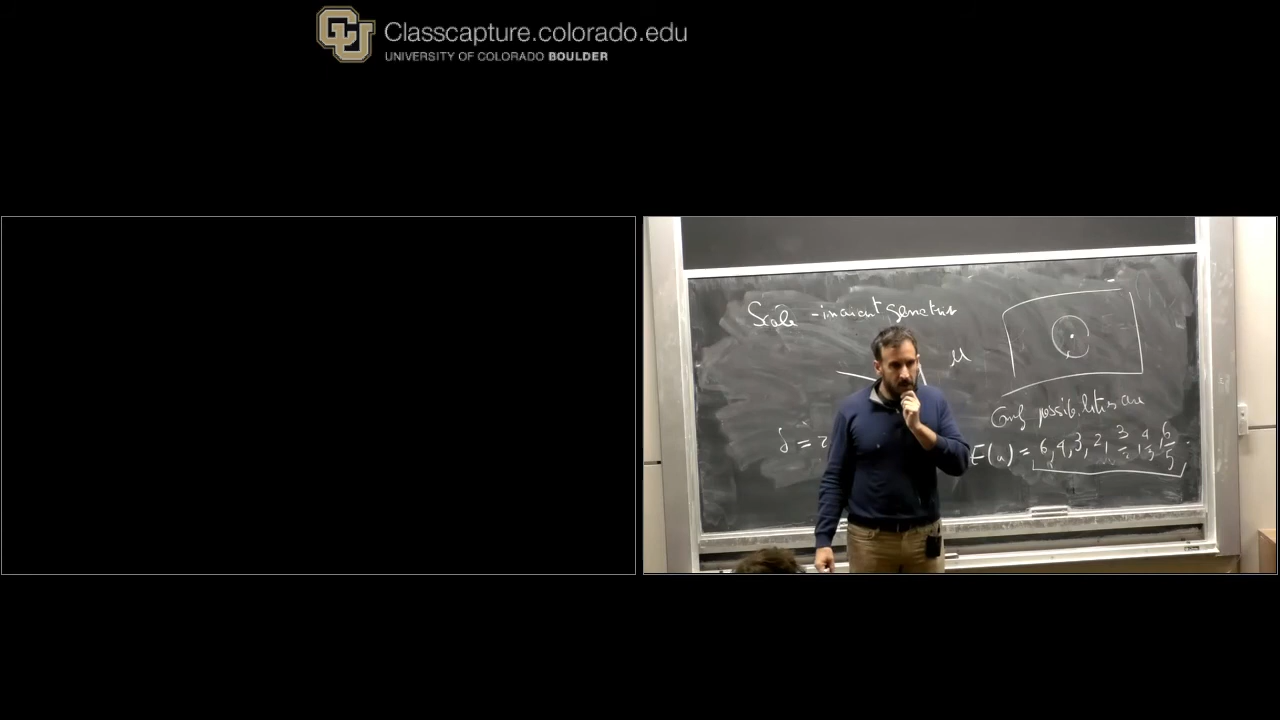 Classcapture.colorado.edu
UNIVERSITY OF COLORADO BOULDER
Scale - invariant geometries
μ
Only possibilities are
δ = 2
E(u) = 6, 4, 3, 2, 3/2, 4/3, 6/5